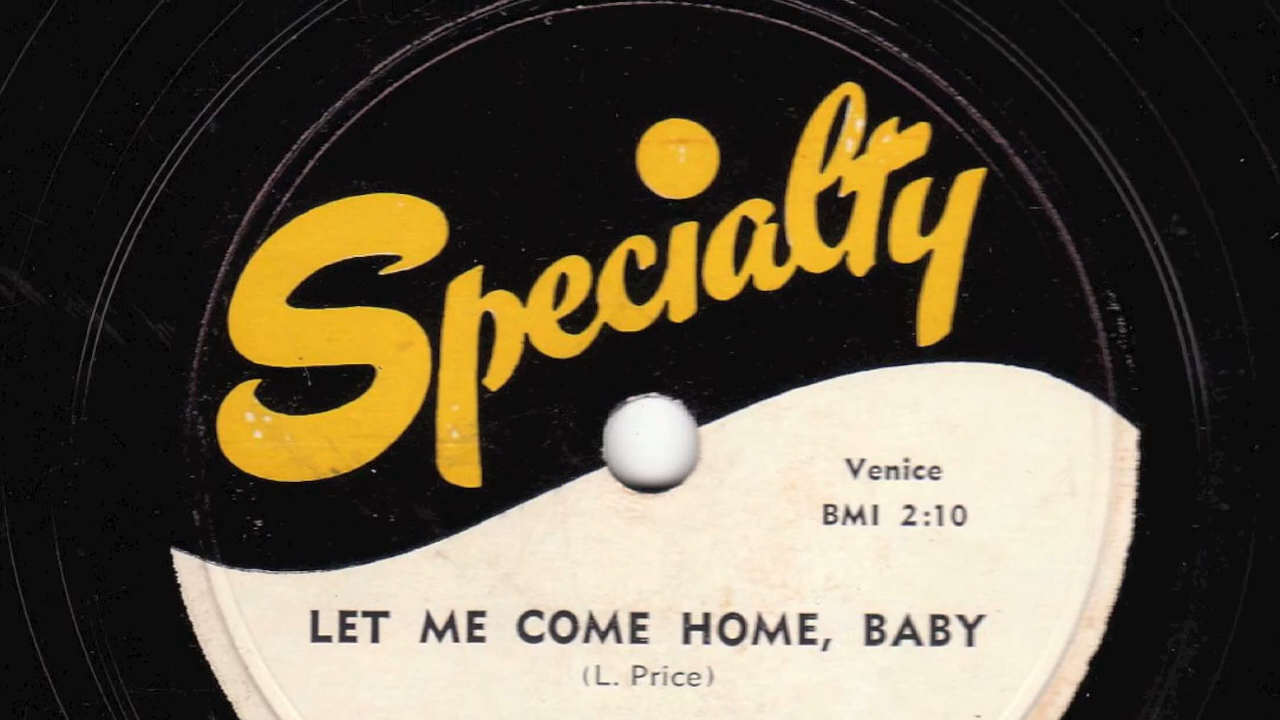 Specialty
Venice
BMI 2:10
LET ME COME HOME, BABY
(L. Price)